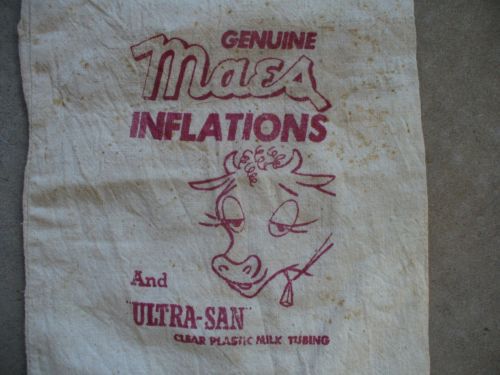 GENUINE
Maes
INFLATIONS
And
"ULTRA-SAN"
CLEAR PLASTIC MILK TUBING